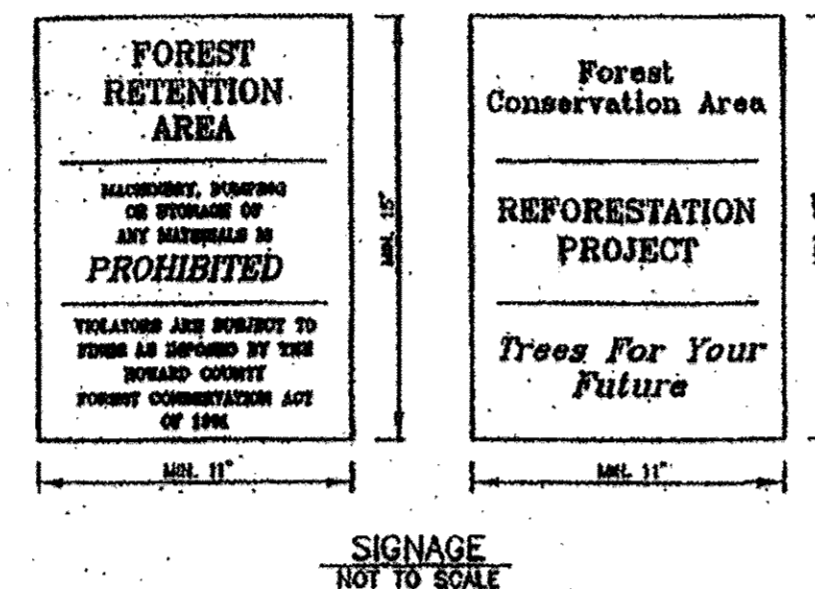 FOREST
RETENTION
AREA
MACHINERY, DUMPING
OR STORAGE OF
ANY MATERIALS IS
PROHIBITED
VIOLATORS ARE SUBJECT TO
FINES AS IMPOSED BY THE
HOWARD COUNTY
FOREST CONSERVATION ACT
OF
MIN. 15"
MIN. 11"
Forest
Conservation Area
REFORESTATION
PROJECT
Trees For Your
Future
MIN. 11"
SIGNAGE
NOT TO SCALE